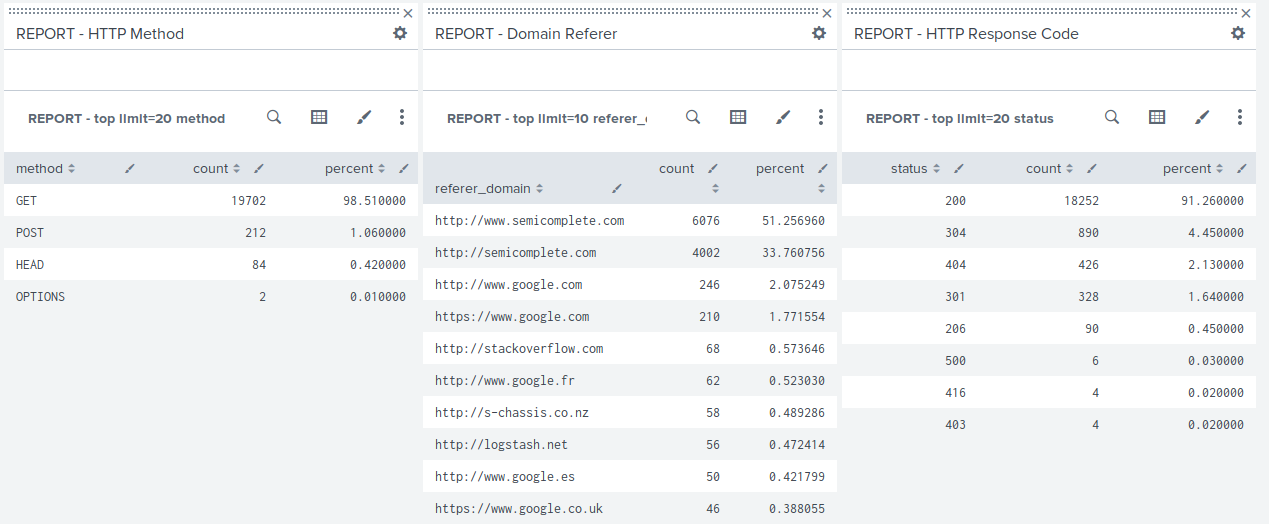 REPORT - HTTP Method
REPORT - top limit=20 method
method count percent
GET 19702 98.510000
POST 212 1.060000
HEAD 84 0.420000
OPTIONS 2 0.010000
REPORT - Domain Referer
REPORT - top limit=10 referer_
count percent
referer_domain
http://www.semicomplete.com 6076 51.256960
http://semicomplete.com 4002 33.760756
http://www.google.com 246 2.075249
https://www.google.com 210 1.771554
http://stackoverflow.com 68 0.573646
http://www.google.fr 62 0.523030
http://s-chassis.co.nz 58 0.489286
http://logstash.net 56 0.472414
http://www.google.es 50 0.421799
https://www.google.co.uk 46 0.388055
REPORT - HTTP Response Code
REPORT - top limit=20 status
status count percent
200 18252 91.260000
304 890 4.450000
404 426 2.130000
301 328 1.640000
206 90 0.450000
500 6 0.030000
416 4 0.020000
403 4 0.020000